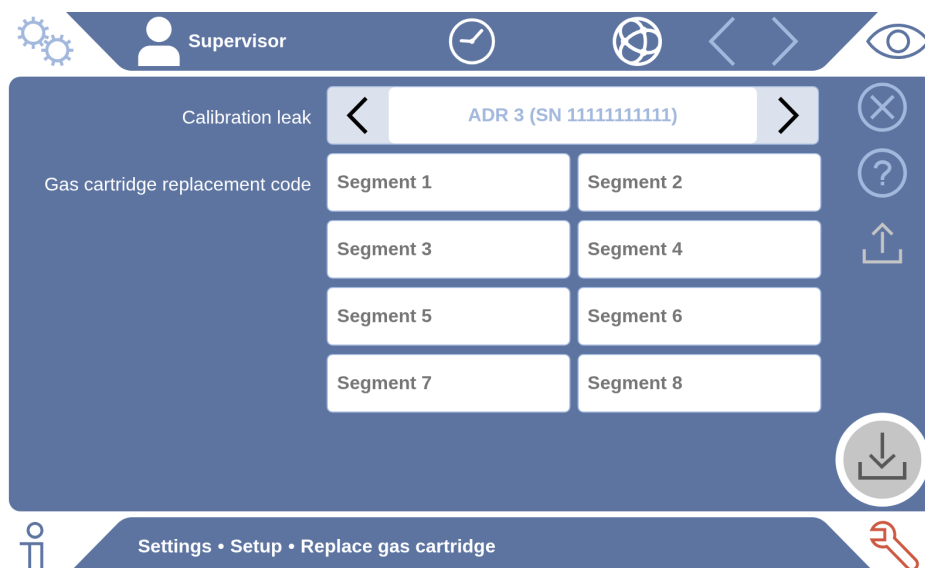 Supervisor
Calibration leak
ADR 3 (SN 11111111111)
Gas cartridge replacement code
Segment 1
Segment 2
Segment 3
Segment 4
Segment 5
Segment 6
Segment 7
Segment 8
Settings • Setup • Replace gas cartridge